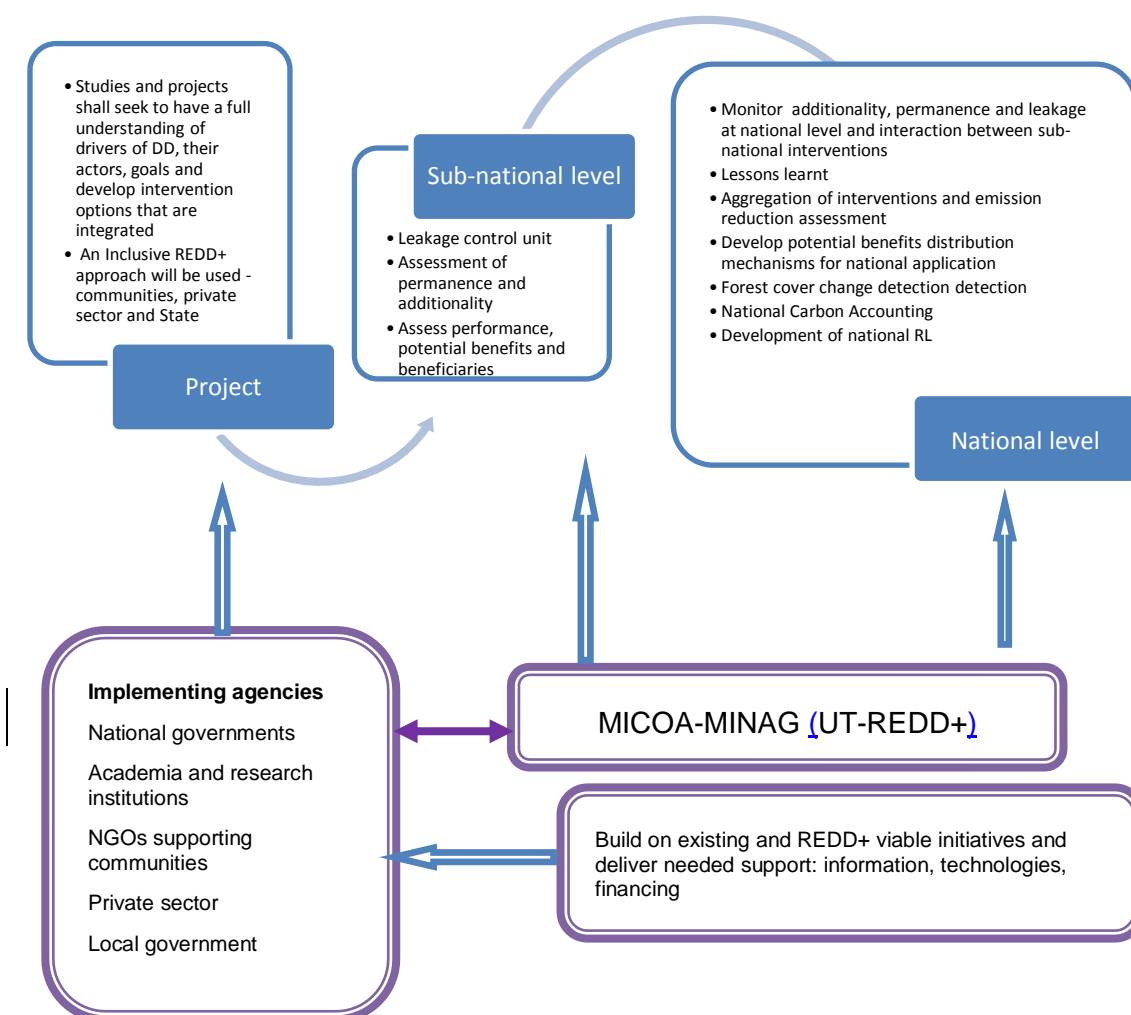 • Studies and projects
shall seek to have a full
understanding of
drivers of DD, their
actors, goals and
develop intervention
options that are
integrated
• An Inclusive REDD+
approach will be used -
communities, private
sector and State
Project
Sub-national level
• Leakage control unit
• Assessment of
permanence and
additionality
• Assess performance,
potential benefits and
beneficiaries
• Monitor additionality, permanence and leakage
at national level and interaction between sub-
national interventions
• Lessons learnt
• Aggregation of interventions and emission
reduction assessment
• Develop potential benefits distribution
mechanisms for national application
• Forest cover change detection detection
• National Carbon Accounting
• Development of national RL
National level
Implementing agencies
National governments
Academia and research
institutions
NGOs supporting
communities
Private sector
Local government
MICOA-MINAG (UT-REDD+)
Build on existing and REDD+ viable initiatives and
deliver needed support: information, technologies,
financing